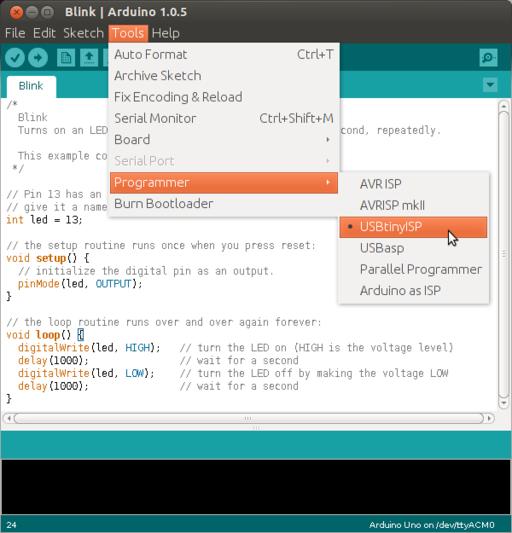 Blink | Arduino 1.0.5
File Edit Sketch Tools Help
Auto Format Ctrl+T
Archive Sketch
Fix Encoding & Reload
Serial Monitor Ctrl+Shift+M
Board
Serial Port
Programmer
Burn Bootloader
AVR ISP
AVRISP mkII
USBtinyISP
USBasp
Parallel Programmer
Arduino as ISP
Blink
/*
Blink
Turns on an LED cond, repeatedly.
This example co
*/
// Pin 13 has an
// give it a name
int led = 13;
// the setup routine runs once when you press reset:
void setup() {
// initialize the digital pin as an output.
pinMode(led, OUTPUT);
}
// the loop routine runs over and over again forever:
void loop() {
digitalWrite(led, HIGH); // turn the LED on (HIGH is the voltage level)
delay(1000); // wait for a second
digitalWrite(led, LOW); // turn the LED off by making the voltage LOW
delay(1000); // wait for a second
}
24 Arduino Uno on /dev/ttyACM0